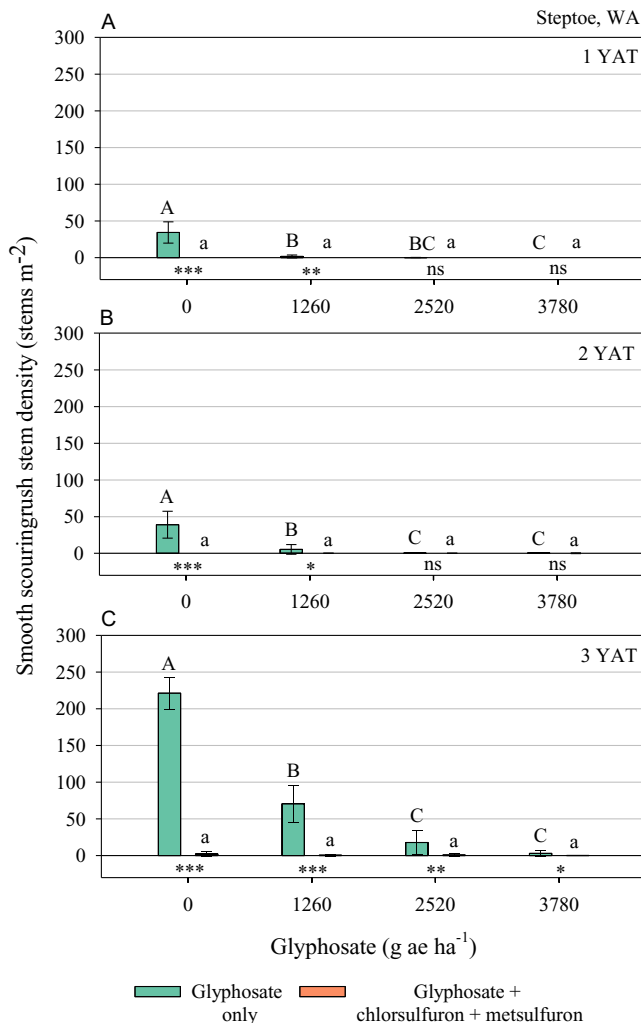 A Steptoe, WA
300 1 YAT
250
200
150
100
50 A
B a BC a C a
a
0
*** ** ns ns
0 1260 2520 3780
B
300 2 YAT
250
200
150
100
50 A
a B a C a C a
0
*** * ns ns
0 1260 2520 3780
C
300 3 YAT
A
250
200
150
100 B
50 C
a a a C a
0
*** *** ** *
0 1260 2520 3780
Smooth scouringrush stem density (stems m⁻²)
Glyphosate (g ae ha⁻¹)
Glyphosate only
Glyphosate + chlorsulfuron + metsulfuron